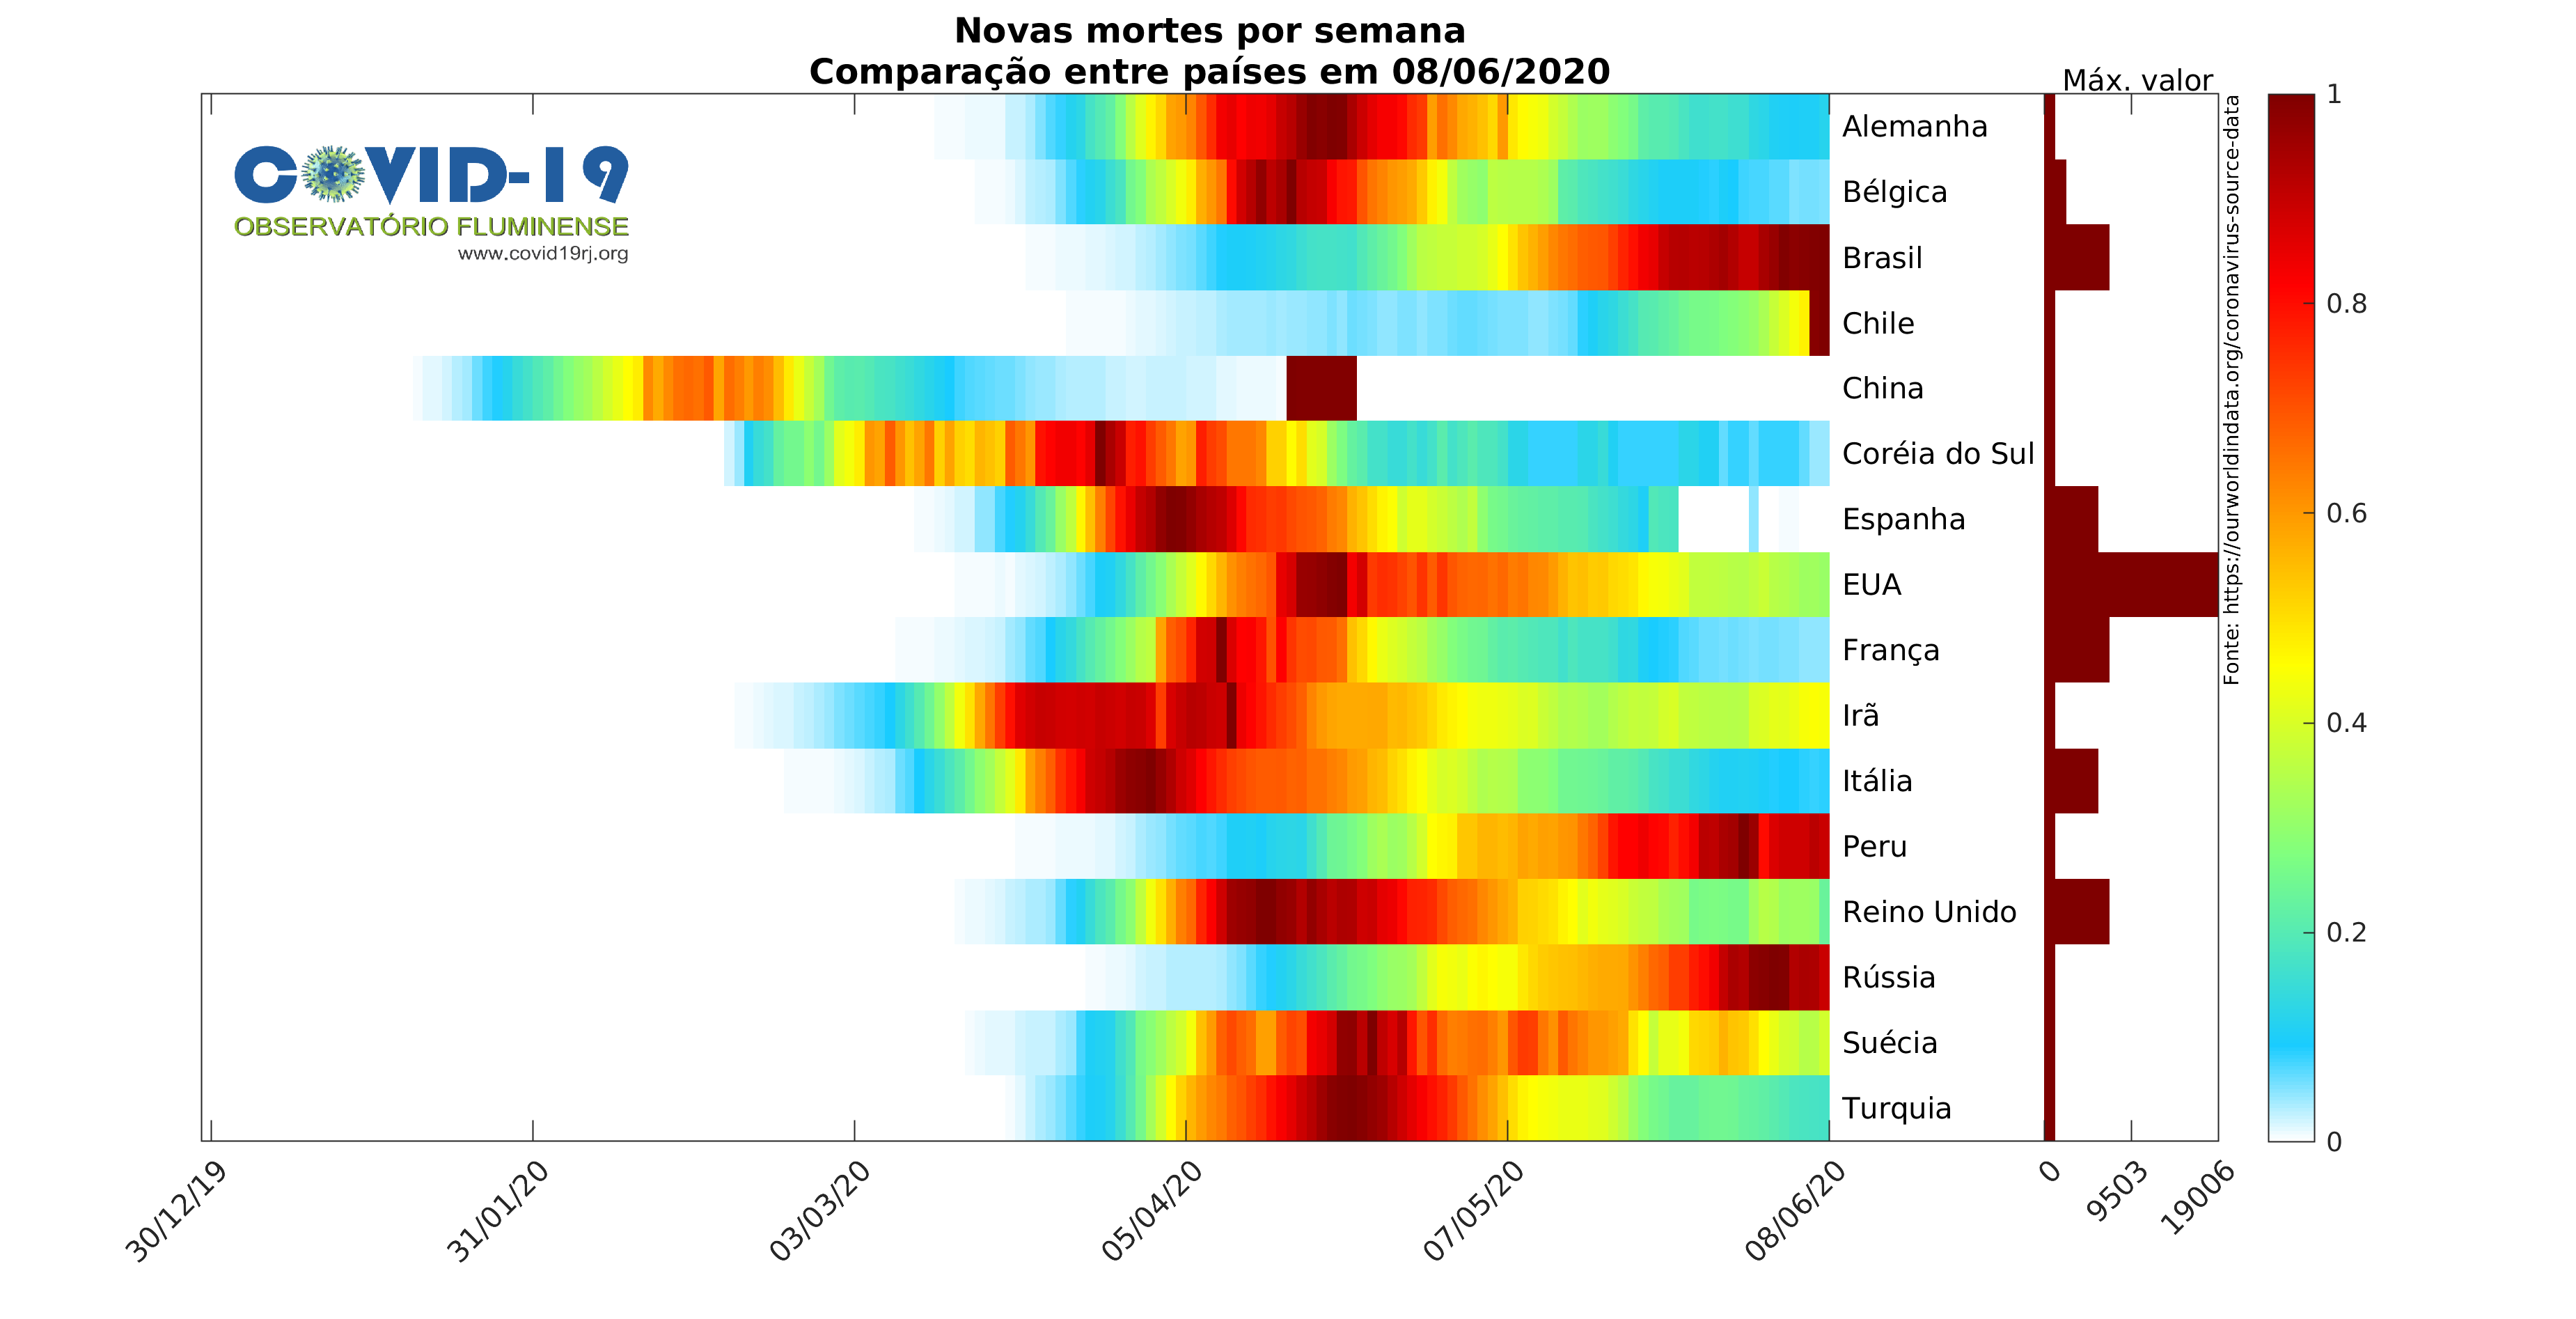 Novas mortes por semana
Comparação entre países em 08/06/2020
Máx. valor
COVID-19
OBSERVATÓRIO FLUMINENSE
www.covid19rj.org
Alemanha
Bélgica
Brasil
Chile
China
Coréia do Sul
Espanha
EUA
França
Irã
Itália
Peru
Reino Unido
Rússia
Suécia
Turquia
Fonte: https://ourworldindata.org/coronavirus-source-data
1
0.8
0.6
0.4
0.2
0
30/12/19
31/01/20
03/03/20
05/04/20
07/05/20
08/06/20
0
9503
19006